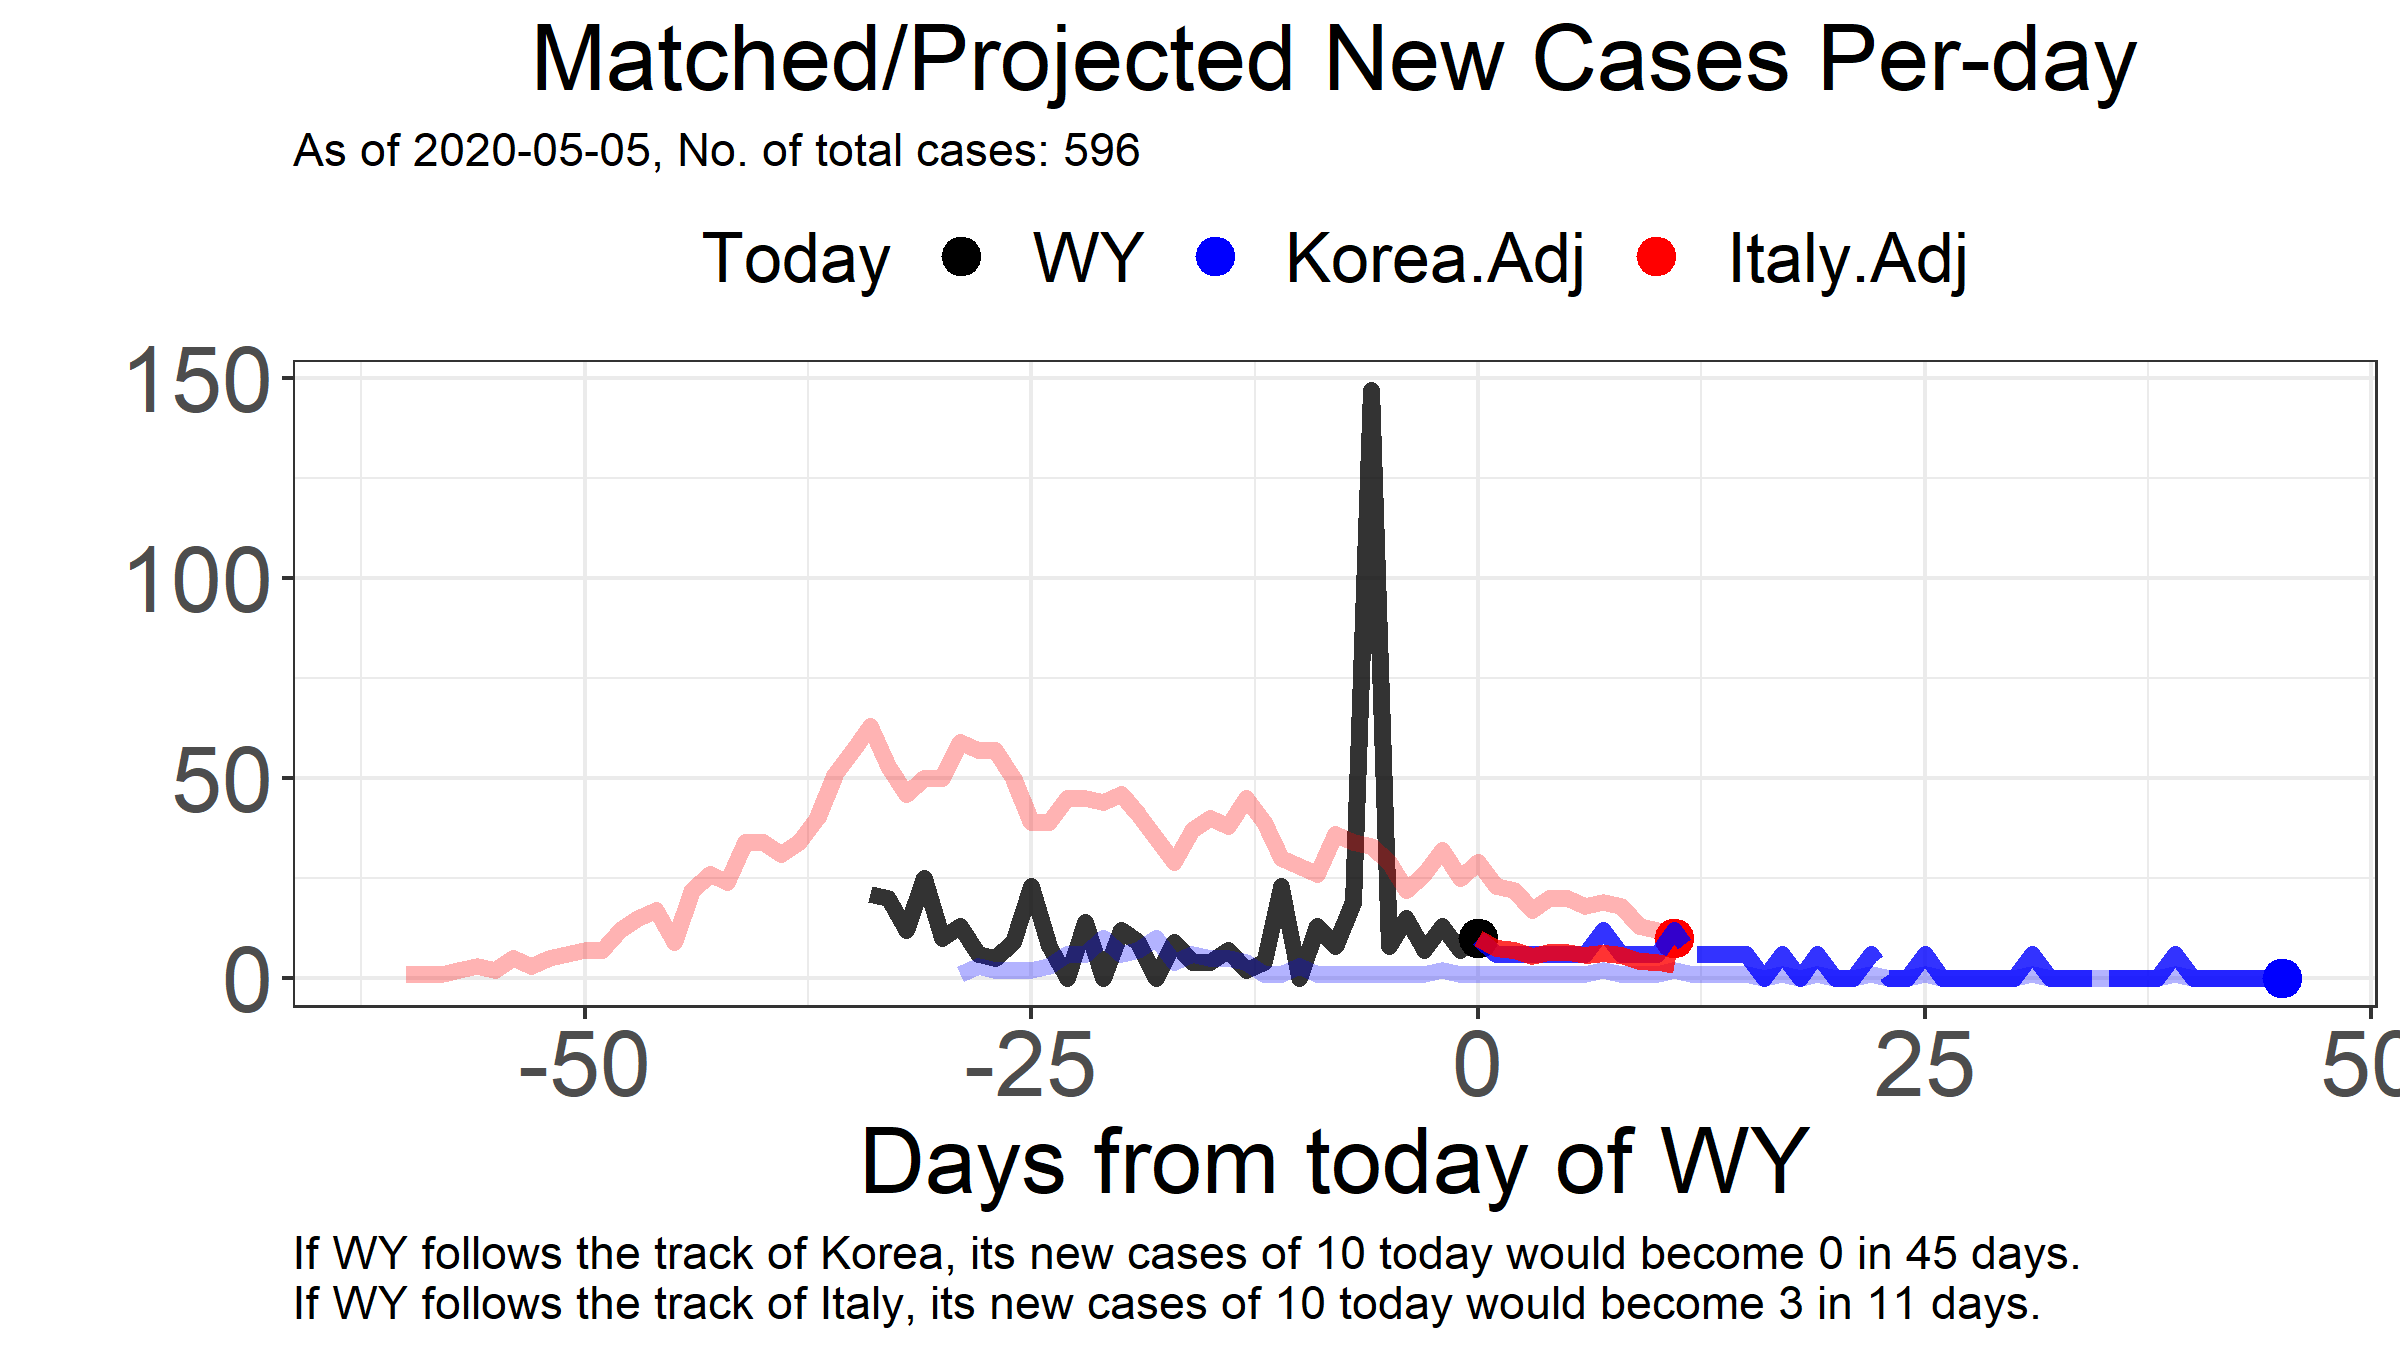 Matched/Projected New Cases Per-day
As of 2020-05-05, No. of total cases: 596
Today WY Korea.Adj Italy.Adj
150
100
50
0
-50 -25 0 25 50
Days from today of WY
If WY follows the track of Korea, its new cases of 10 today would become 0 in 45 days.
If WY follows the track of Italy, its new cases of 10 today would become 3 in 11 days.